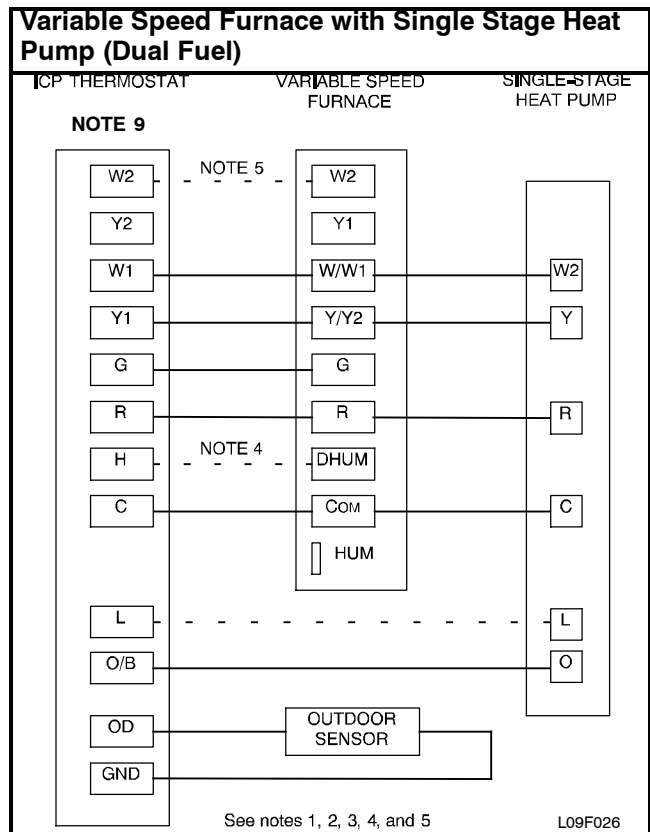 Variable Speed Furnace with Single Stage Heat
Pump (Dual Fuel)
ICP THERMOSTAT VARIABLE SPEED SINGLE-STAGE
FURNACE HEAT PUMP
NOTE 9
W2 NOTE 5 W2
Y2 Y1
W1 W/W1 W2
Y1 Y/Y2 Y
G G
R R R
H NOTE 4 DHUM
C COM C
HUM
L L
O/B O
OD OUTDOOR
SENSOR
GND
See notes 1, 2, 3, 4, and 5 L09F026